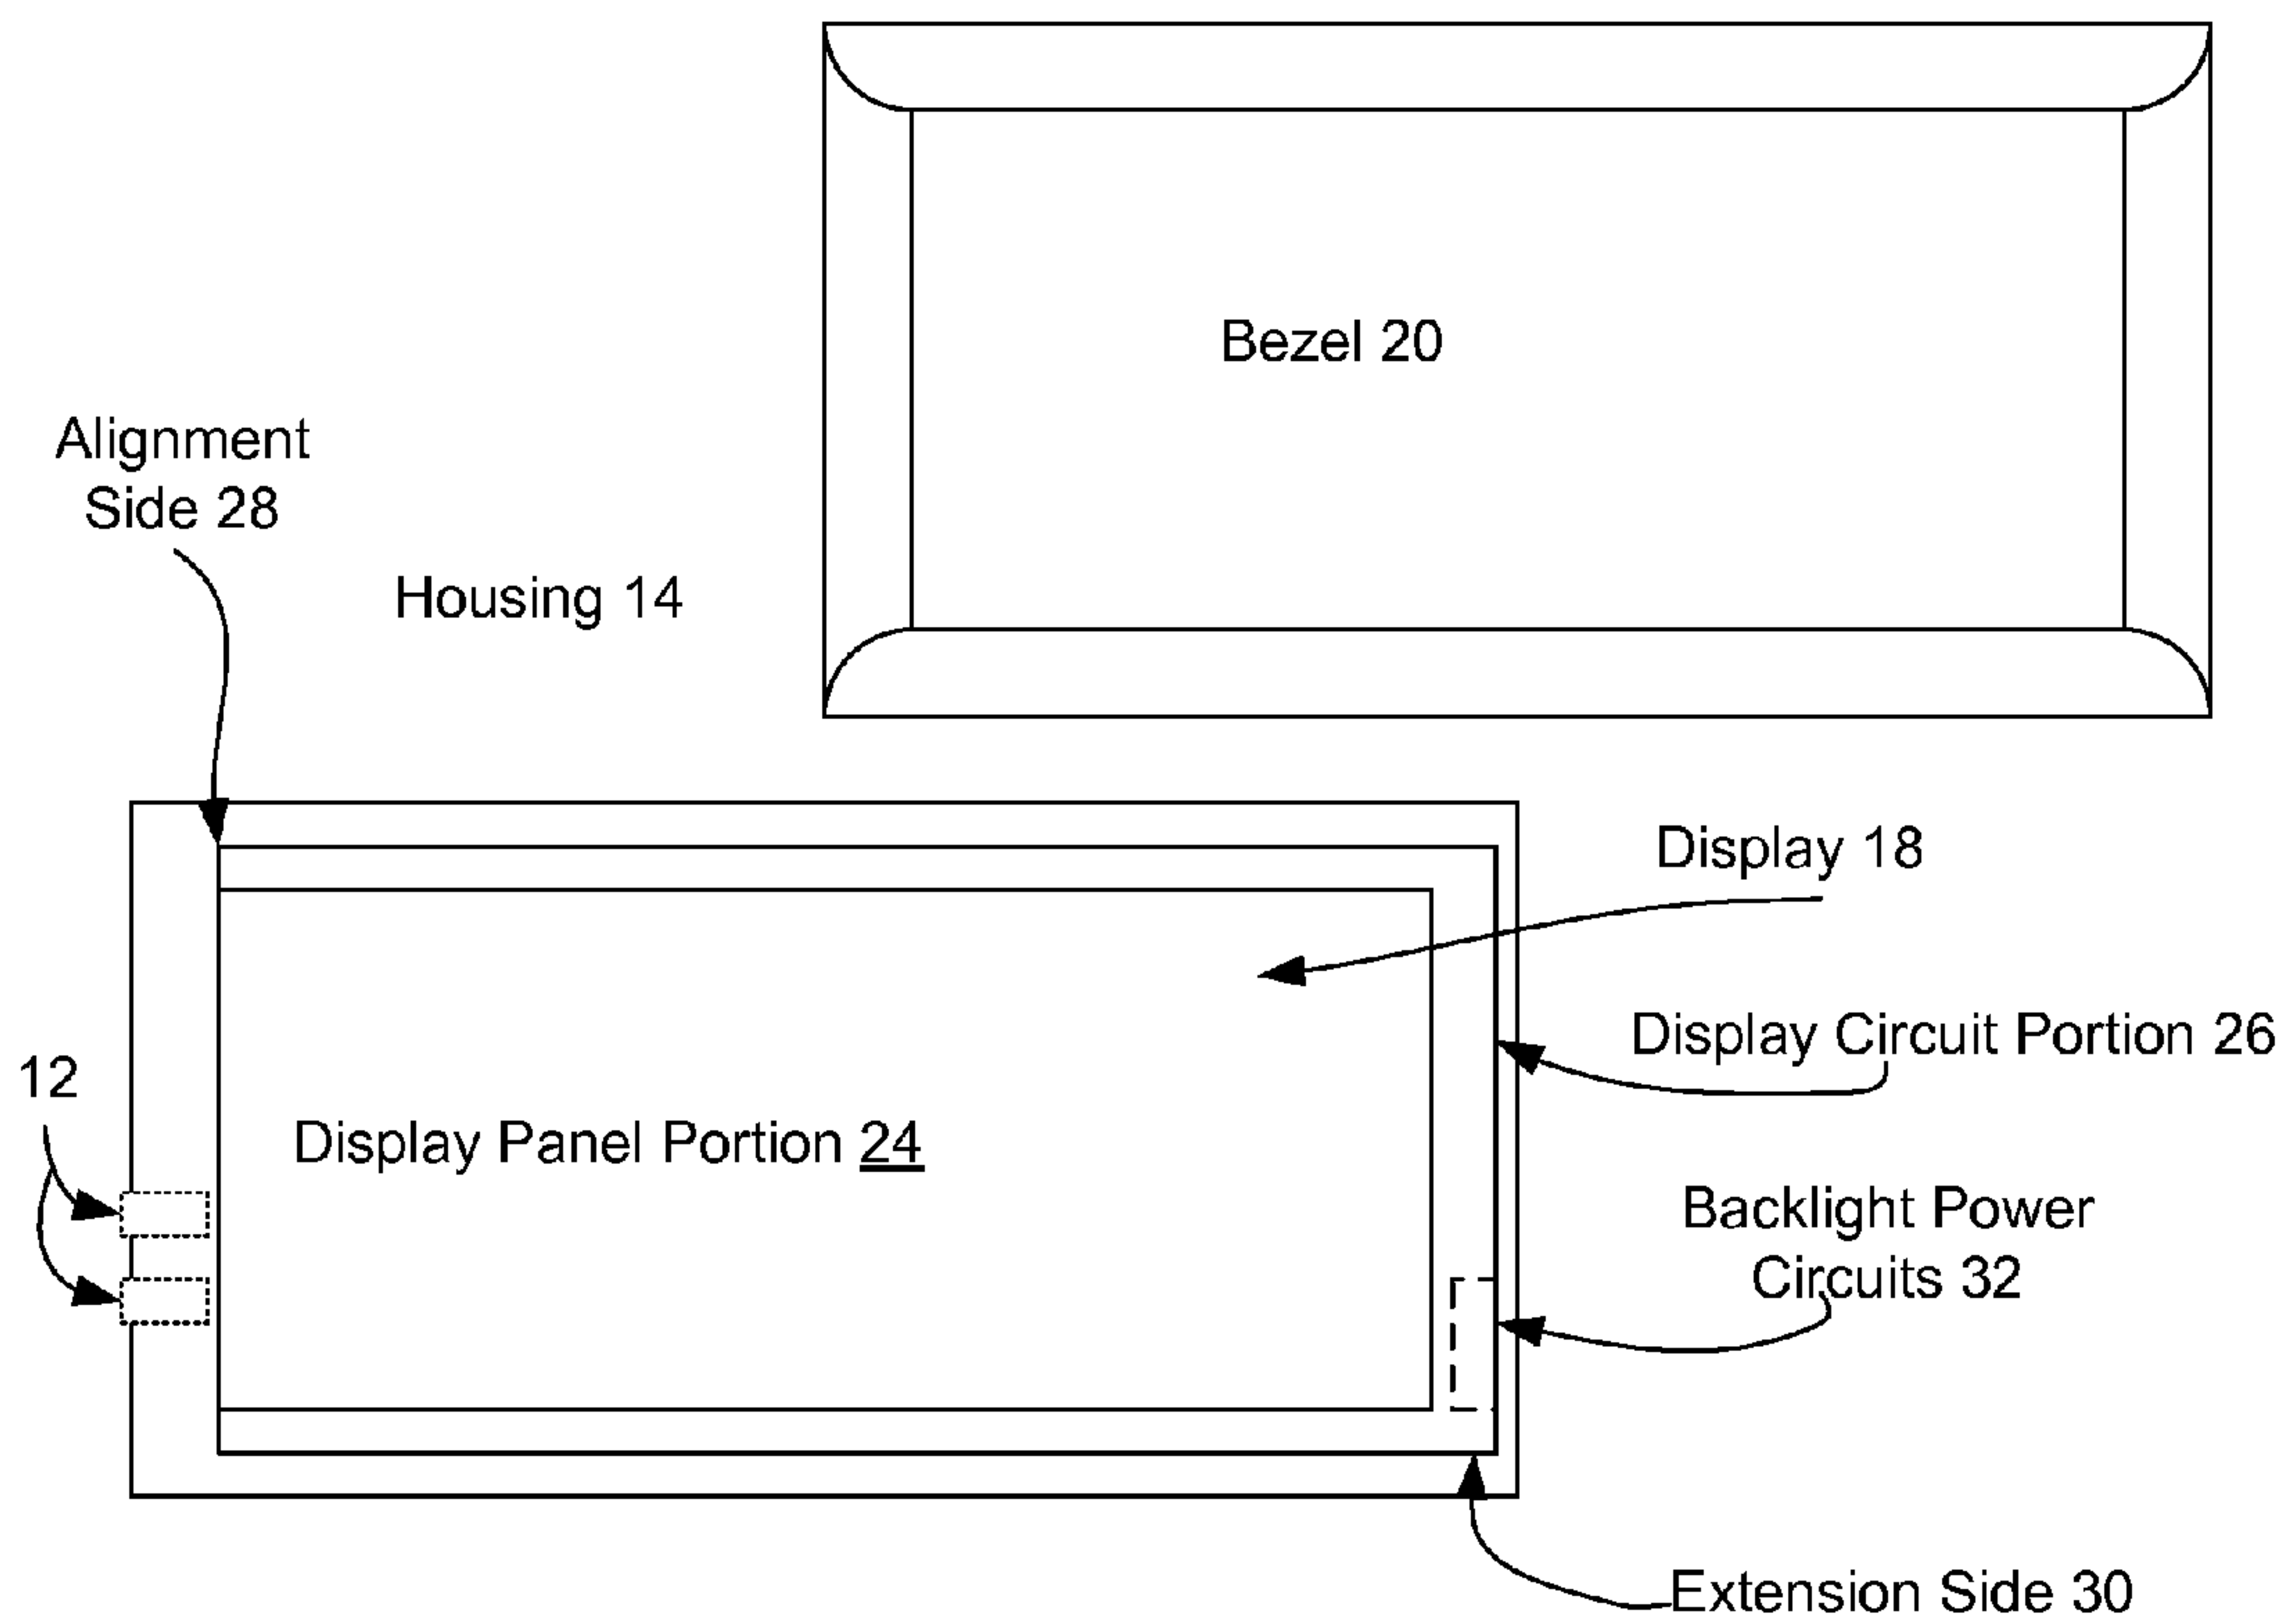 Bezel 20
Alignment
Side 28
Housing 14
Display 18
Display Circuit Portion 26
12
Display Panel Portion 24
Backlight Power
Circuits 32
Extension Side 30